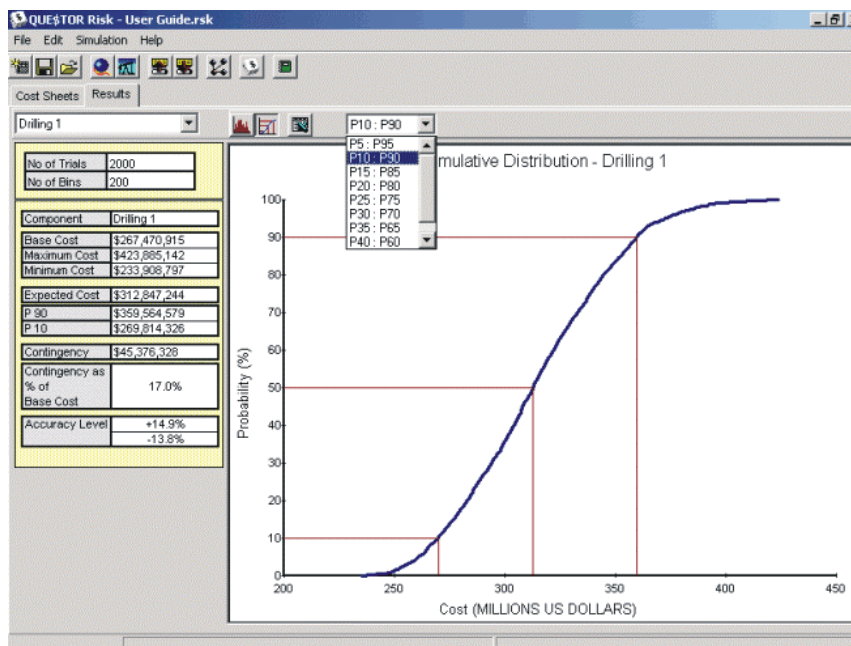 QUE$TOR Risk - User Guide.rsk
File Edit Simulation Help
Cost Sheets Results
Drilling 1
P10 : P90
P5 : P95
P10 : P90
P15 : P85
P20 : P80
P25 : P75
P30 : P70
P35 : P65
P40 : P60
No of Trials 2000
No of Bins 200
Component Drilling 1
Base Cost $267,470,915
Maximum Cost $423,885,142
Minimum Cost $233,908,797
Expected Cost $312,847,244
P 90 $359,564,579
P 10 $269,814,326
Contingency $45,376,328
Contingency as
% of 17.0%
Base Cost
Accuracy Level +14.9%
-13.8%
mulative Distribution - Drilling 1
Probability (%)
100
90
80
70
60
50
40
30
20
10
0
200 250 300 350 400 450
Cost (MILLIONS US DOLLARS)